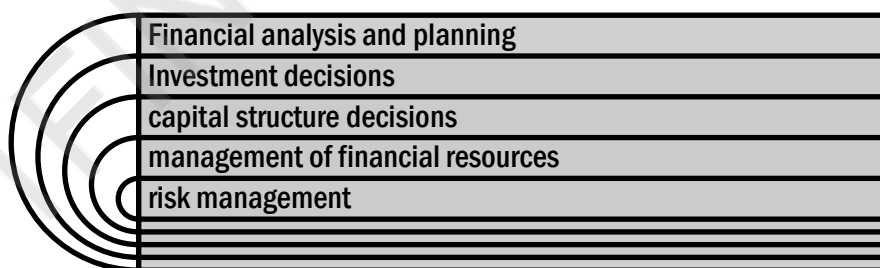 Financial analysis and planning
Investment decisions
capital structure decisions
management of financial resources
risk management